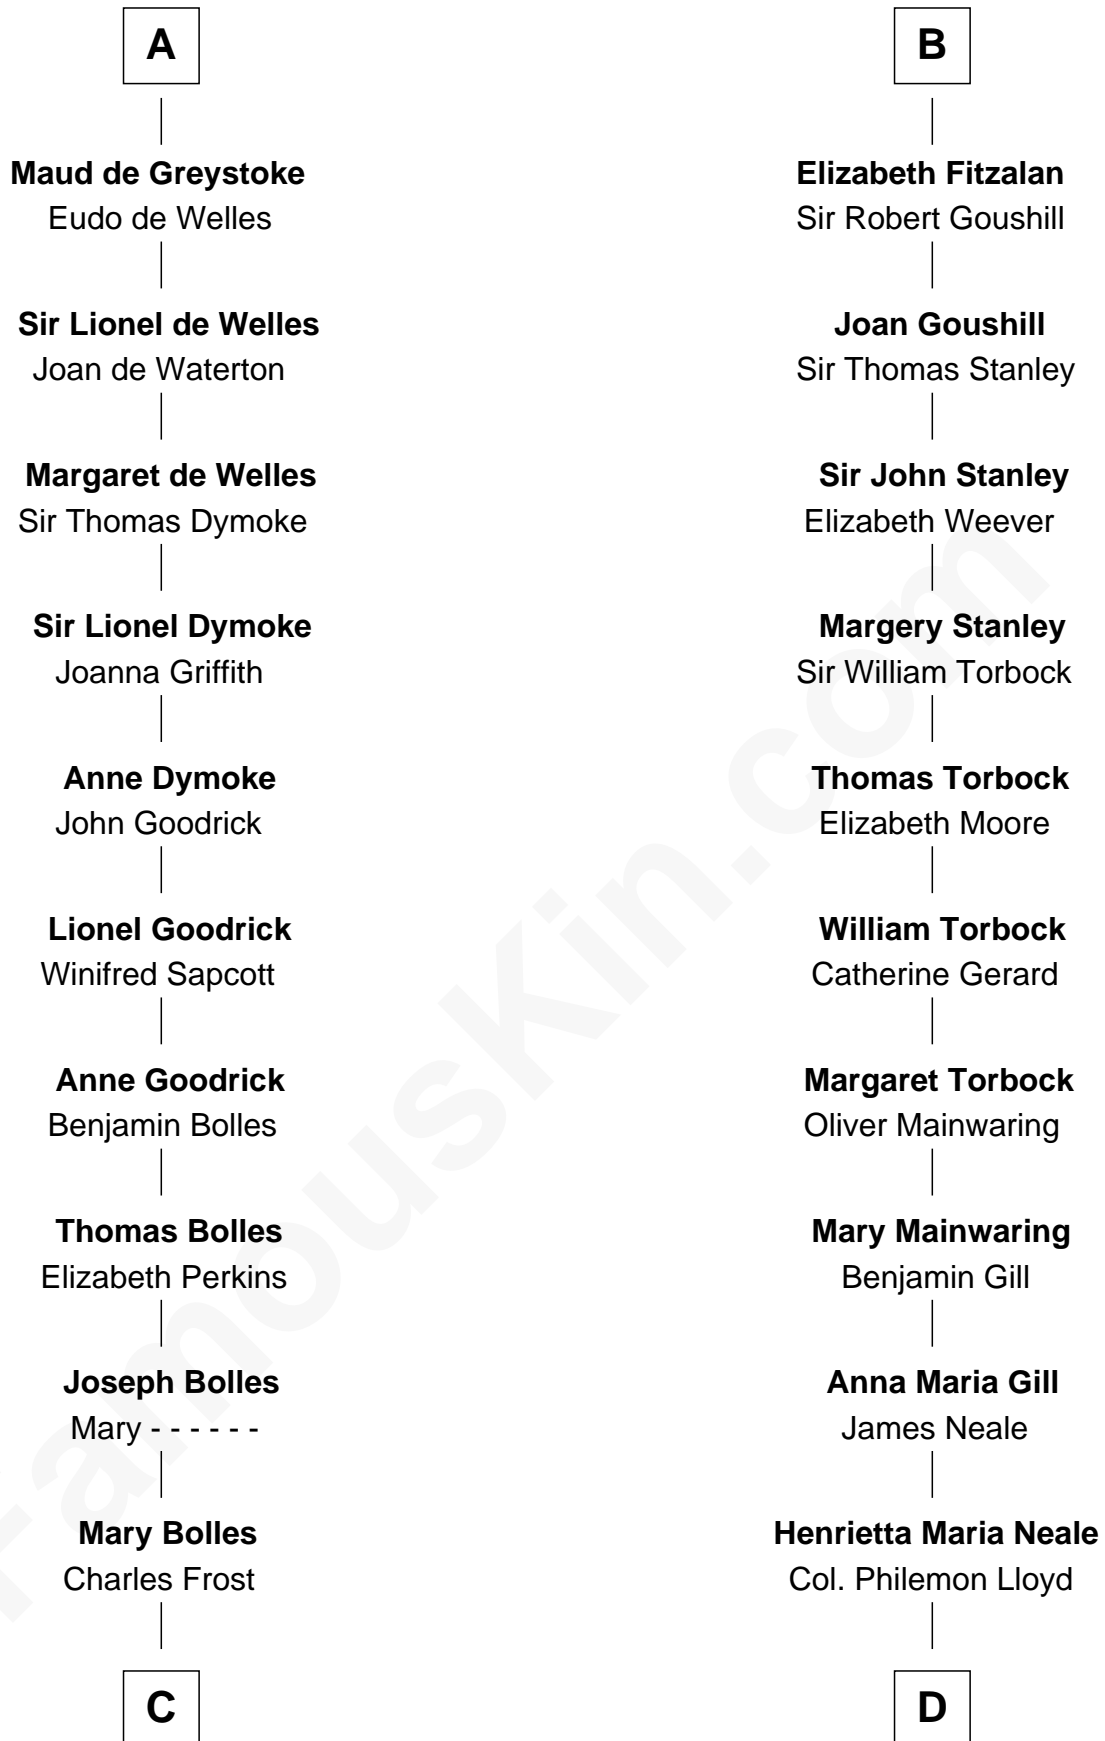 A
Maud de Greystoke
Eudo de Welles
Sir Lionel de Welles
Joan de Waterton
Margaret de Welles
Sir Thomas Dymoke
Sir Lionel Dymoke
Joanna Griffith
Anne Dymoke
John Goodrick
Lionel Goodrick
Winifred Sapcott
Anne Goodrick
Benjamin Bolles
Thomas Bolles
Elizabeth Perkins
Joseph Bolles
Mary - - - - - -
Mary Bolles
Charles Frost
C
B
Elizabeth Fitzalan
Sir Robert Goushill
Joan Goushill
Sir Thomas Stanley
Sir John Stanley
Elizabeth Weever
Margery Stanley
Sir William Torbock
Thomas Torbock
Elizabeth Moore
William Torbock
Catherine Gerard
Margaret Torbock
Oliver Mainwaring
Mary Mainwaring
Benjamin Gill
Anna Maria Gill
James Neale
Henrietta Maria Neale
Col. Philemon Lloyd
D
FamousKin.com